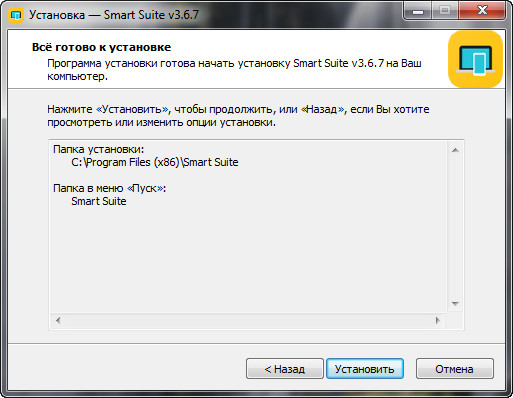 Установка — Smart Suite v3.6.7
Всё готово к установке
Программа установки готова начать установку Smart Suite v3.6.7 на Ваш
компьютер.
Нажмите «Установить», чтобы продолжить, или «Назад», если Вы хотите
просмотреть или изменить опции установки.
Папка установки:
C:\Program Files (x86)\Smart Suite
Папка в меню «Пуск»:
Smart Suite
< Назад
Установить
Отмена